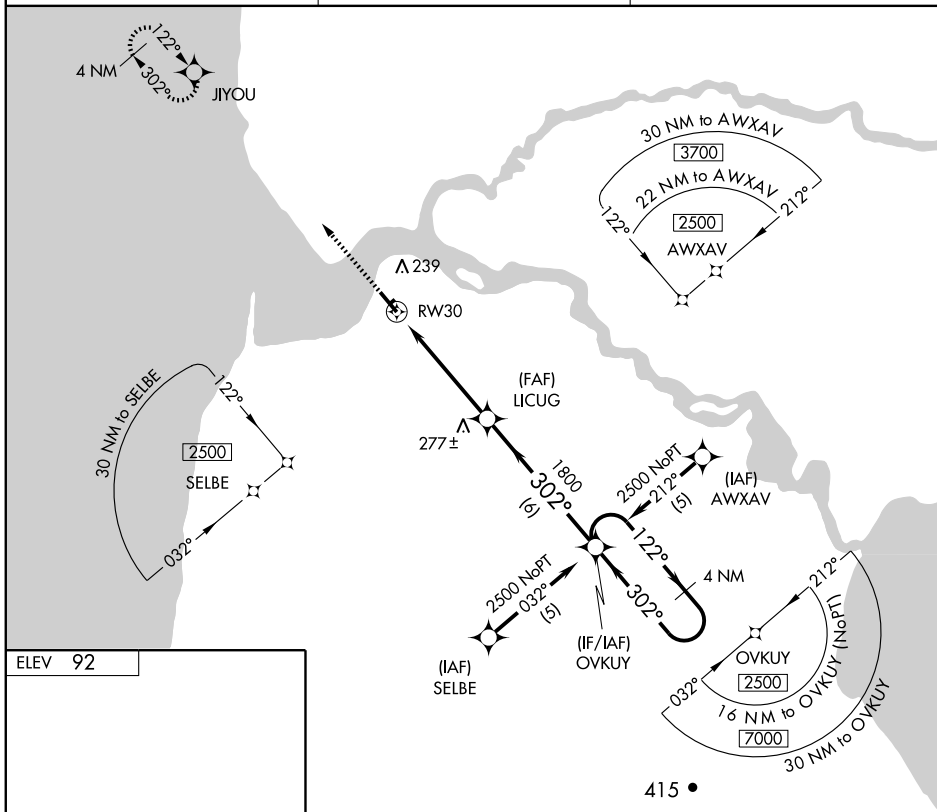 122°
302°
4 NM
JIYOU
30 NM to AWXAV
3700
22 NM to AWXAV
2500
AWXAV
122°
212°
239
RW30
(FAF)
LICUG
277±
30 NM to SELBE
122°
2500
SELBE
032°
1800
302°
(6)
2500 NoPT
212°
(5)
(IAF)
AWXAV
122°
4 NM
302°
2500 NoPT
032°
(5)
(IF/IAF)
OVKUY
(IAF)
SELBE
212°
OVKUY
2500
032°
16 NM to OVKUY (NoPT)
7000
30 NM to OVKUY
ELEV 92
415